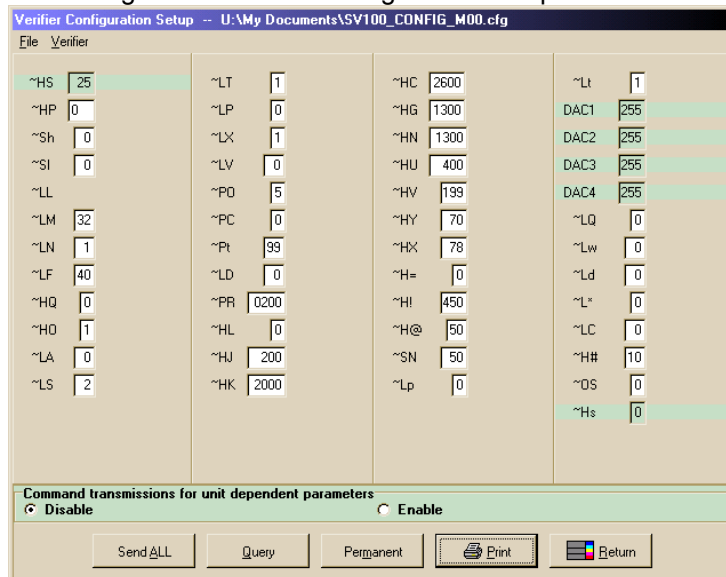 Verifier Configuration Setup -- U:\My Documents\SV100_CONFIG_M00.cfg
File Verifier
~HS 25
~HP 0
~Sh 0
~SI 0
~LL
~LM 32
~LN 1
~LF 40
~HQ 0
~HO 1
~LA 0
~LS 2
~LT 1
~LP 0
~LX 1
~LV 0
~PO 5
~PC 0
~Pt 99
~LD 0
~PR 0200
~HL 0
~HJ 200
~HK 2000
~HC 2600
~HG 1300
~HN 1300
~HU 400
~HV 199
~HY 70
~HX 78
~H= 0
~H! 450
~H@ 50
~SN 50
~Lp 0
~Lt 1
DAC1 255
DAC2 255
DAC3 255
DAC4 255
~LQ 0
~Lw 0
~Ld 0
~L* 0
~LC 0
~H# 10
~OS 0
~Hs 0
Command transmissions for unit dependent parameters
Disable Enable
Send ALL Query Permanent Print Return